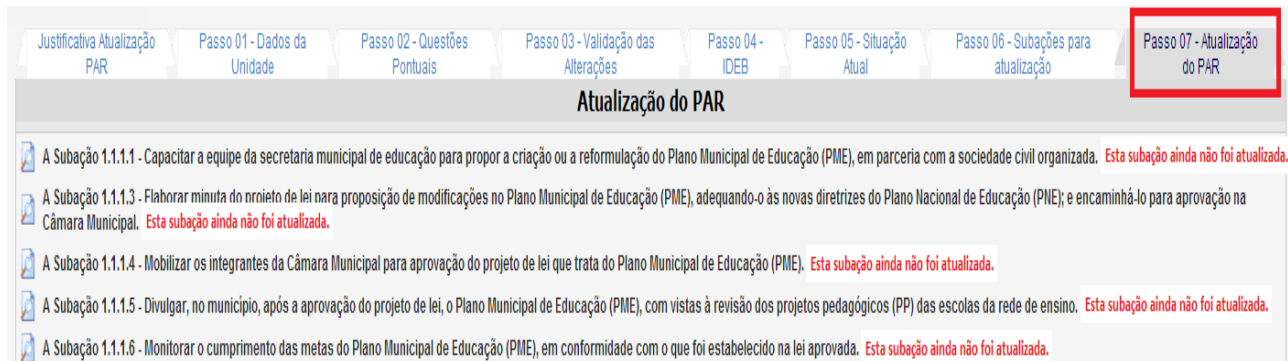 Justificativa Atualização PAR
Passo 01 - Dados da Unidade
Passo 02 - Questões Pontuais
Passo 03 - Validação das Alterações
Passo 04 - IDEB
Passo 05 - Situação Atual
Passo 06 - Subações para atualização
Passo 07 - Atualização do PAR
Atualização do PAR
A Subação 1.1.1.1 - Capacitar a equipe da secretaria municipal de educação para propor a criação ou a reformulação do Plano Municipal de Educação (PME), em parceria com a sociedade civil organizada. Esta subação ainda não foi atualizada.
A Subação 1.1.1.3 - Elaborar minuta do projeto de lei para proposição de modificações no Plano Municipal de Educação (PME), adequando-o às novas diretrizes do Plano Nacional de Educação (PNE); e encaminhá-lo para aprovação na
Câmara Municipal. Esta subação ainda não foi atualizada.
A Subação 1.1.1.4 - Mobilizar os integrantes da Câmara Municipal para aprovação do projeto de lei que trata do Plano Municipal de Educação (PME). Esta subação ainda não foi atualizada.
A Subação 1.1.1.5 - Divulgar, no município, após a aprovação do projeto de lei, o Plano Municipal de Educação (PME), com vistas à revisão dos projetos pedagógicos (PP) das escolas da rede de ensino. Esta subação ainda não foi atualizada.
A Subação 1.1.1.6 - Monitorar o cumprimento das metas do Plano Municipal de Educação (PME), em conformidade com o que foi estabelecido na lei aprovada. Esta subação ainda não foi atualizada.